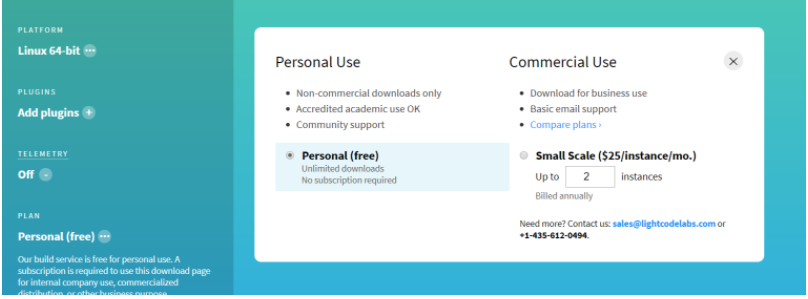 PLATFORM
Linux 64-bit
PLUGINS
Add plugins +
TELEMETRY
Off -
PLAN
Personal (free)
Our build service is free for personal use. A
subscription is required to use this download page
for internal company use, commercialized
distribution, or other business purpose.
Personal Use
• Non-commercial downloads only
• Accredited academic use OK
• Community support
Personal (free)
Unlimited downloads
No subscription required
Commercial Use
• Download for business use
• Basic email support
• Compare plans ›
Small Scale ($25/instance/mo.)
Up to 2 instances
Billed annually
Need more? Contact us: sales@lightcodelabs.com or
+1-435-612-0494.